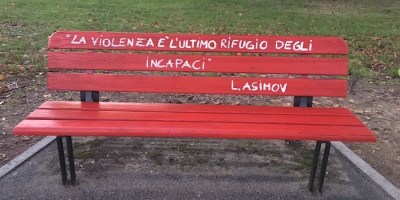 "LA VIOLENZA È L'ULTIMO RIFUGIO DEGLI
INCAPACI"
L.ASIMOV